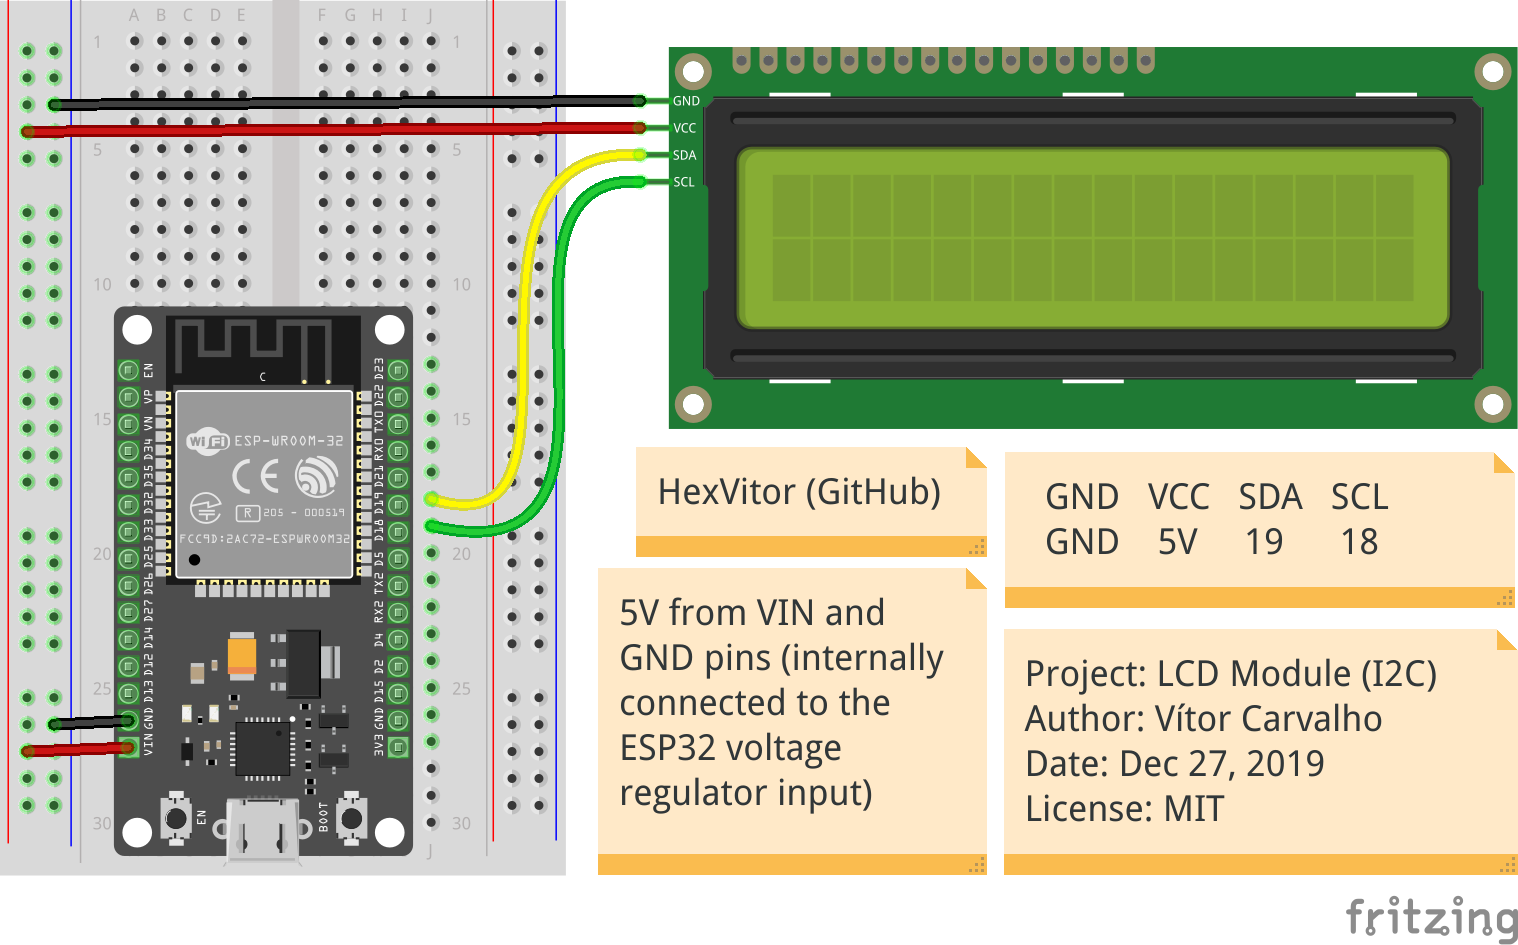 A B C D E F G H I J
1 1
GND
VCC
5 5
SDA
SCL
10 10
C
EN VP VN D34 D35 D32 D33 D25 D26 D27 D14 D12 D13 GND VIN
D23 D22 TX0 RX0 D21 D19 D18 D5 TX2 RX2 D4 D2 D15 GND 3V3
15 15
WiFi ESP-WROOM-32
CE
R 205 - 000519
FCC9D:2AC72-ESPWROOM32
20 20
25 25
30 30
EN BOOT
J
HexVitor (GitHub)
GND VCC SDA SCL
GND 5V 19 18
5V from VIN and
GND pins (internally
connected to the
ESP32 voltage
regulator input)
Project: LCD Module (I2C)
Author: Vítor Carvalho
Date: Dec 27, 2019
License: MIT
fritzing